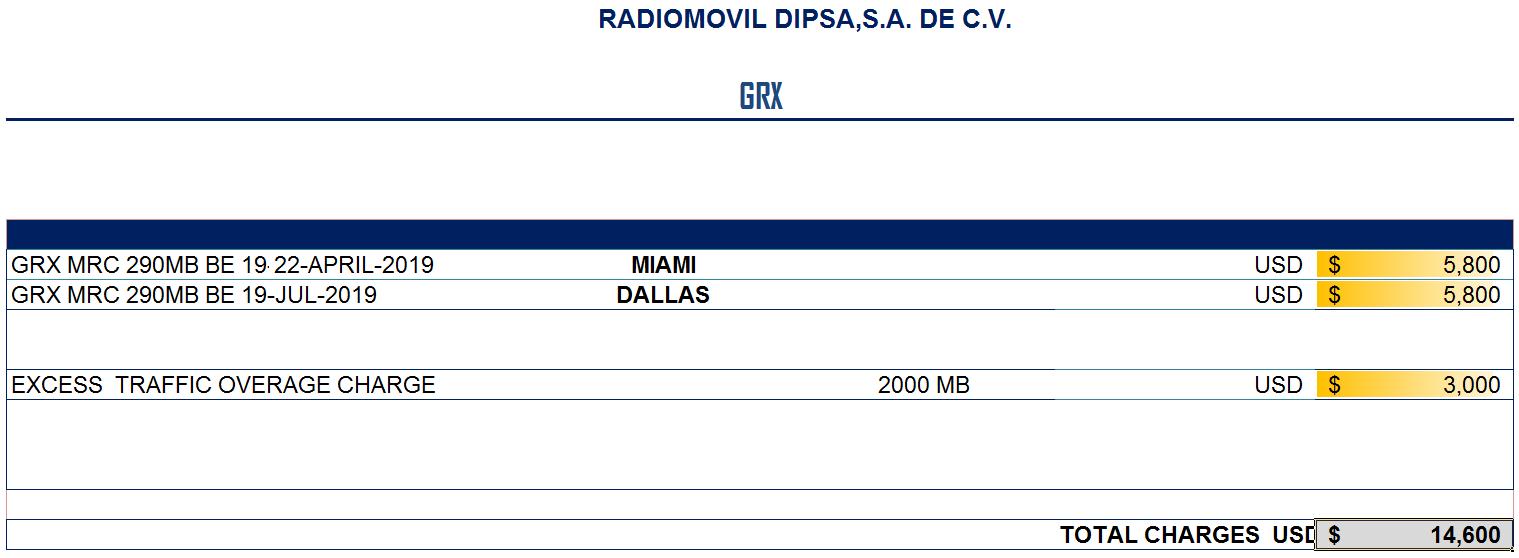 RADIOMOVIL DIPSA,S.A. DE C.V.
GRX
GRX MRC 290MB BE 19- 22-APRIL-2019 MIAMI USD $ 5,800
GRX MRC 290MB BE 19-JUL-2019 DALLAS USD $ 5,800
EXCESS TRAFFIC OVERAGE CHARGE 2000 MB USD $ 3,000
TOTAL CHARGES USD $ 14,600